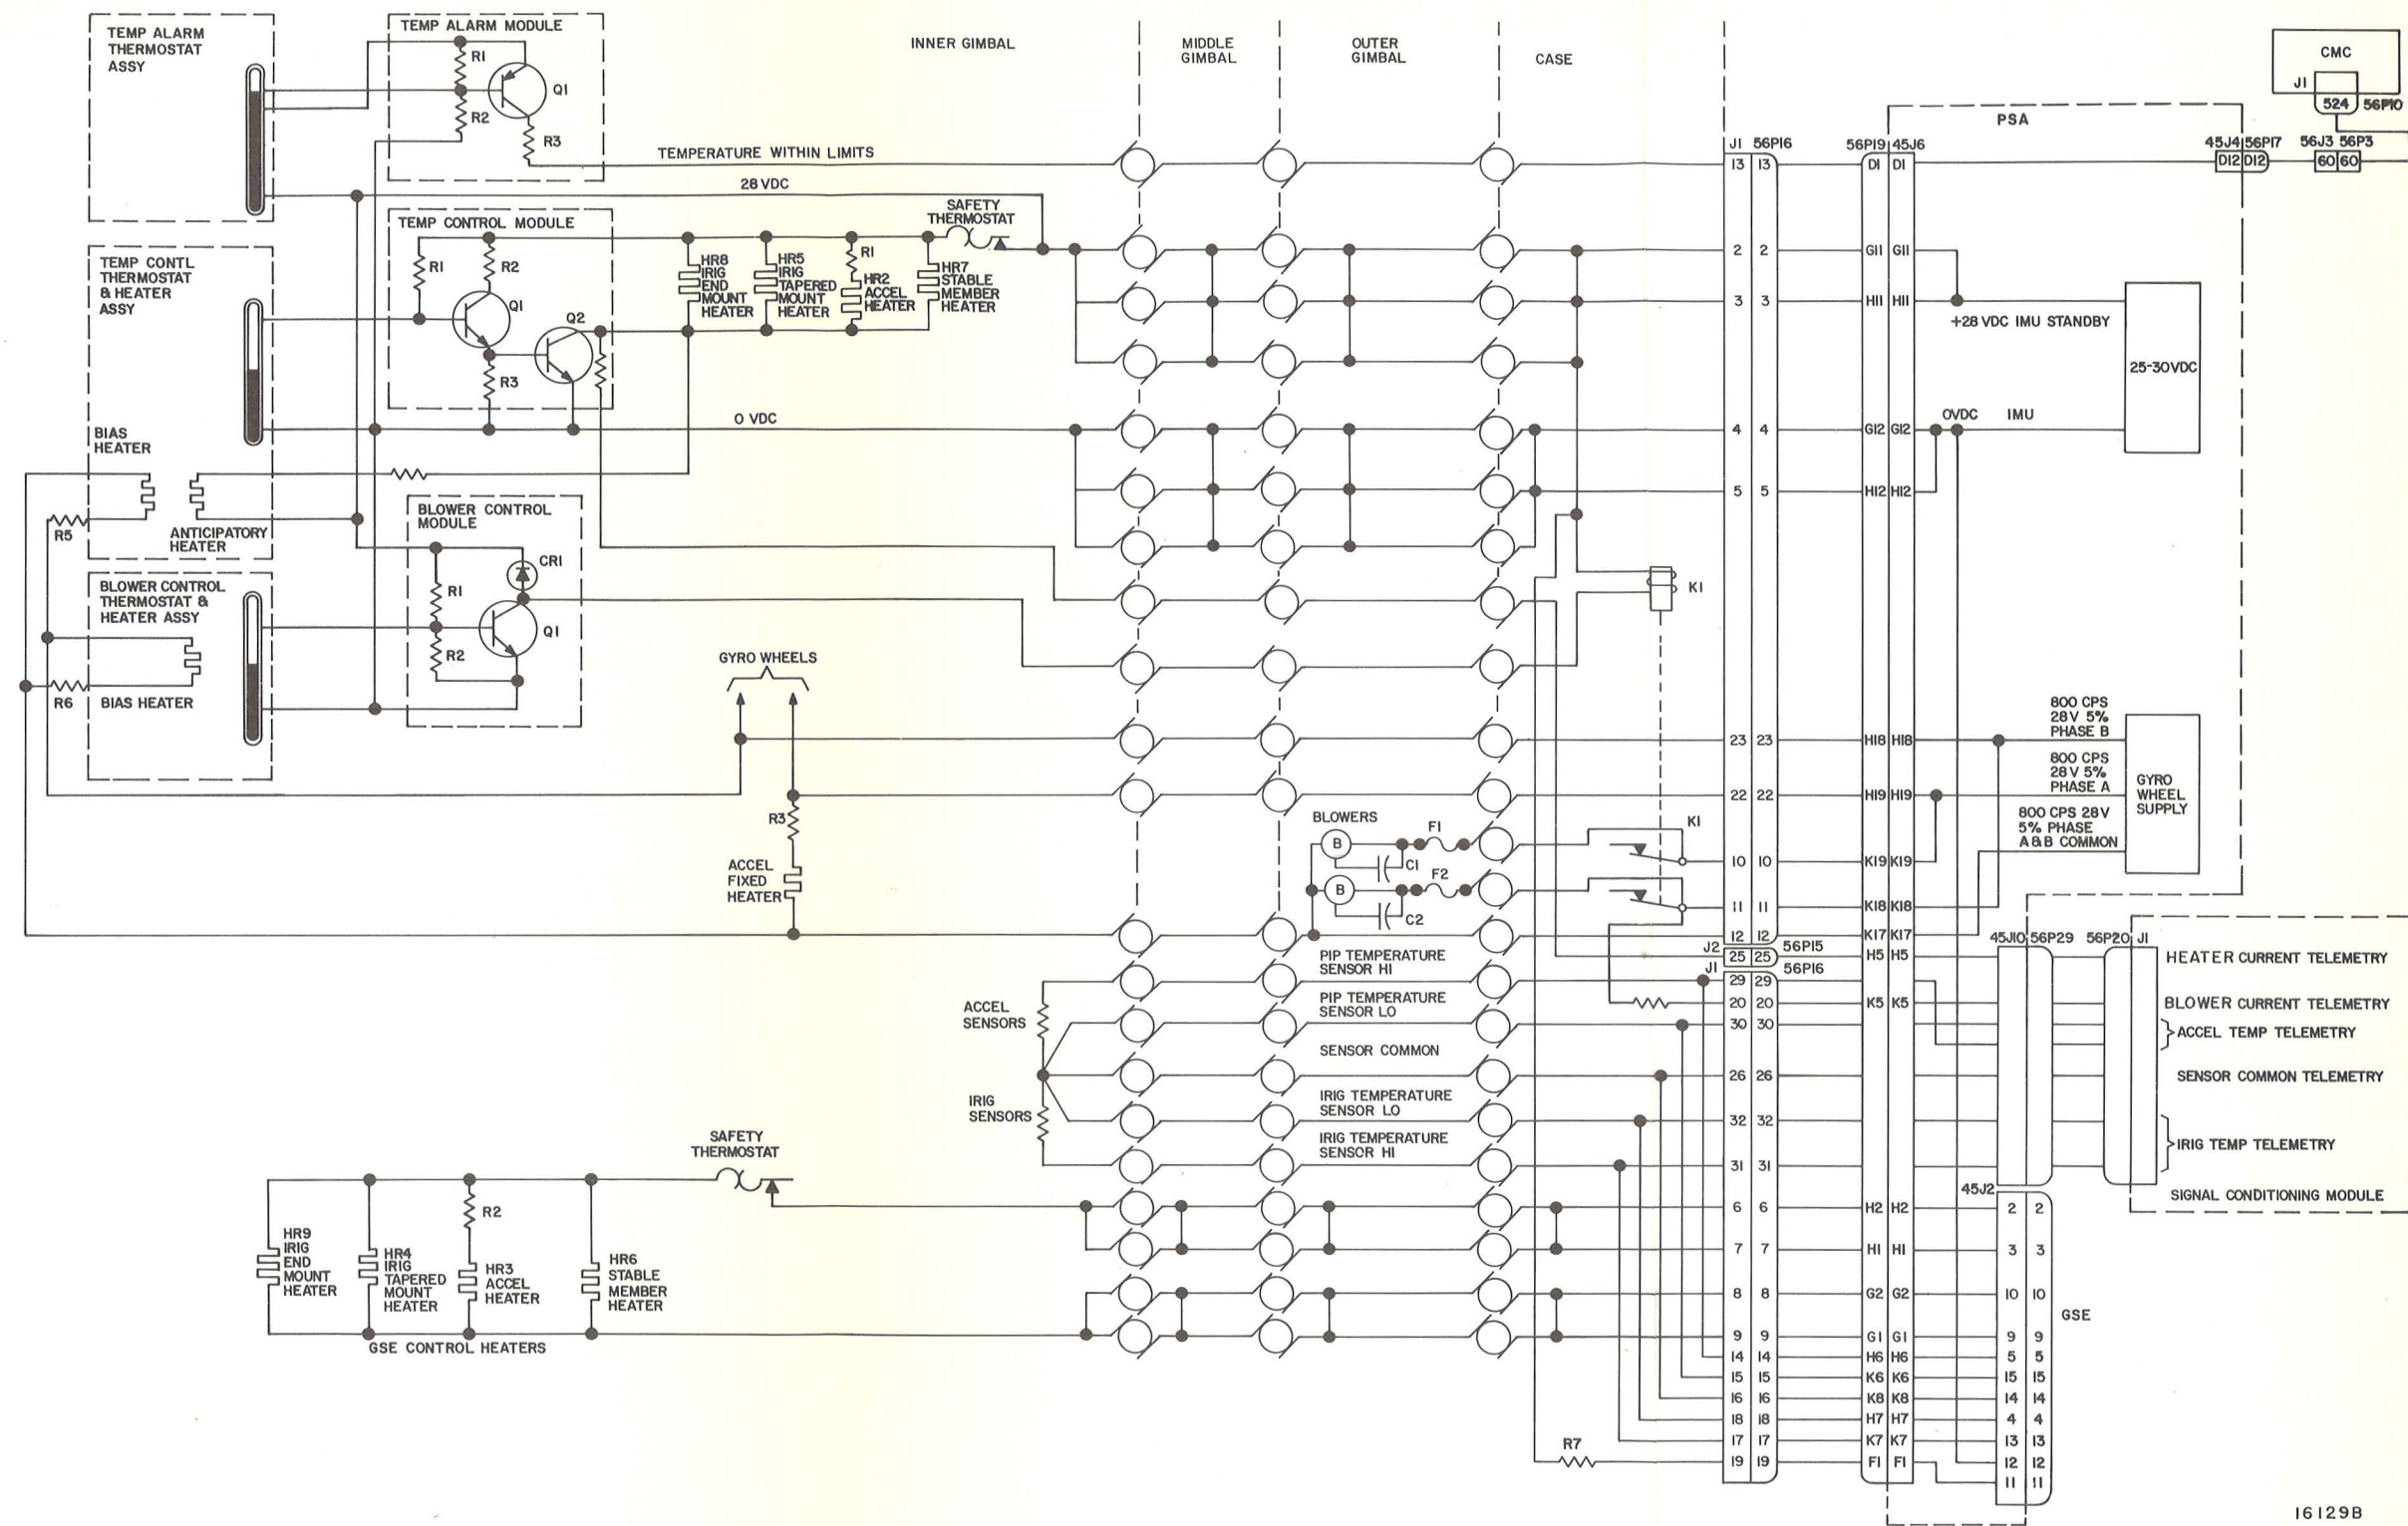 TEMP ALARM
THERMOSTAT
ASSY
TEMP ALARM MODULE
R1
Q1
R2
R3
INNER GIMBAL
MIDDLE
GIMBAL
OUTER
GIMBAL
CASE
CMC
J1
524
56P10
PSA
TEMPERATURE WITHIN LIMITS
28 VDC
J1 56P16
56P19 45J6
45J4 56P17
56J3 56P3
13 13
D1 D1
D12 D12
60 60
TEMP CONTL
THERMOSTAT
& HEATER
ASSY
TEMP CONTROL MODULE
R1
R2
Q1
Q2
R3
SAFETY
THERMOSTAT
HR8
IRIG
END
MOUNT
HEATER
HR5
IRIG
TAPERED
MOUNT
HEATER
R1
HR2
ACCEL
HEATER
HR7
STABLE
MEMBER
HEATER
2 2
G11 G11
3 3
H11 H11
+28 VDC IMU STANDBY
25-30VDC
0 VDC
4 4
G12 G12
0VDC IMU
5 5
H12 H12
BIAS
HEATER
R5
ANTICIPATORY
HEATER
BLOWER CONTROL
MODULE
CR1
R1
Q1
R2
K1
BLOWER CONTROL
THERMOSTAT &
HEATER ASSY
R6
BIAS HEATER
GYRO WHEELS
800 CPS
28V 5%
PHASE B
23 23
H18 H18
800 CPS
28V 5%
PHASE A
22 22
H19 H19
GYRO
WHEEL
SUPPLY
800 CPS 28V
5% PHASE
A & B COMMON
R3
ACCEL
FIXED
HEATER
BLOWERS
B
F1
C1
B
F2
C2
K1
10 10
K19 K19
11 11
K18 K18
12 12
K17 K17
J2
25 25
56P15
H5 H5
J1
56P16
45J10 56P29
56P20 J1
HEATER CURRENT TELEMETRY
PIP TEMPERATURE
SENSOR HI
29 29
PIP TEMPERATURE
SENSOR LO
20 20
K5 K5
BLOWER CURRENT TELEMETRY
ACCEL
SENSORS
30 30
ACCEL TEMP TELEMETRY
SENSOR COMMON
26 26
SENSOR COMMON TELEMETRY
IRIG
SENSORS
IRIG TEMPERATURE
SENSOR LO
32 32
IRIG TEMPERATURE
SENSOR HI
31 31
IRIG TEMP TELEMETRY
SIGNAL CONDITIONING MODULE
SAFETY
THERMOSTAT
45J2
6 6
H2 H2
2 2
7 7
H1 H1
3 3
8 8
G2 G2
10 10
GSE
9 9
G1 G1
9 9
14 14
H6 H6
5 5
15 15
K6 K6
15 15
16 16
K8 K8
14 14
18 18
H7 H7
4 4
17 17
K7 K7
13 13
R7
19 19
F1 F1
12 12
11 11
HR9
IRIG
END
MOUNT
HEATER
HR4
IRIG
TAPERED
MOUNT
HEATER
R2
HR3
ACCEL
HEATER
HR6
STABLE
MEMBER
HEATER
GSE CONTROL HEATERS
16129B